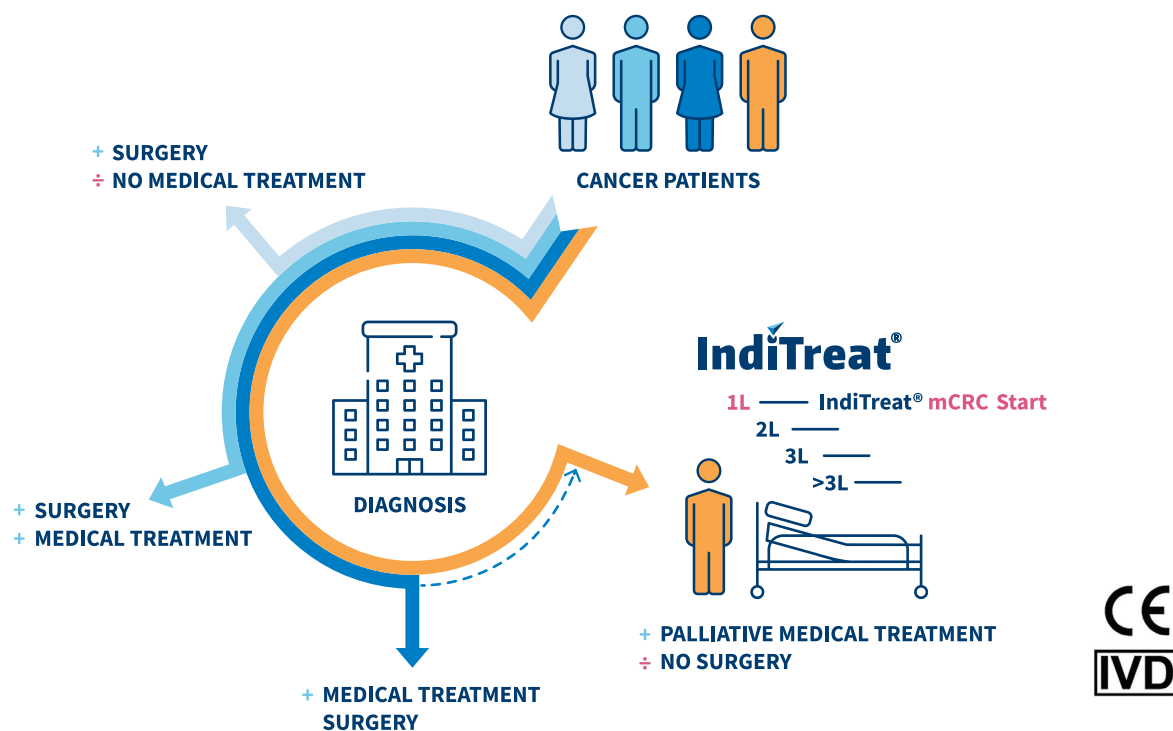 CANCER PATIENTS
+ SURGERY
÷ NO MEDICAL TREATMENT
DIAGNOSIS
+ SURGERY
+ MEDICAL TREATMENT
+ MEDICAL TREATMENT
SURGERY
IndiTreat®
1L — IndiTreat® mCRC Start
2L —
3L —
>3L —
+ PALLIATIVE MEDICAL TREATMENT
÷ NO SURGERY
CE
IVD